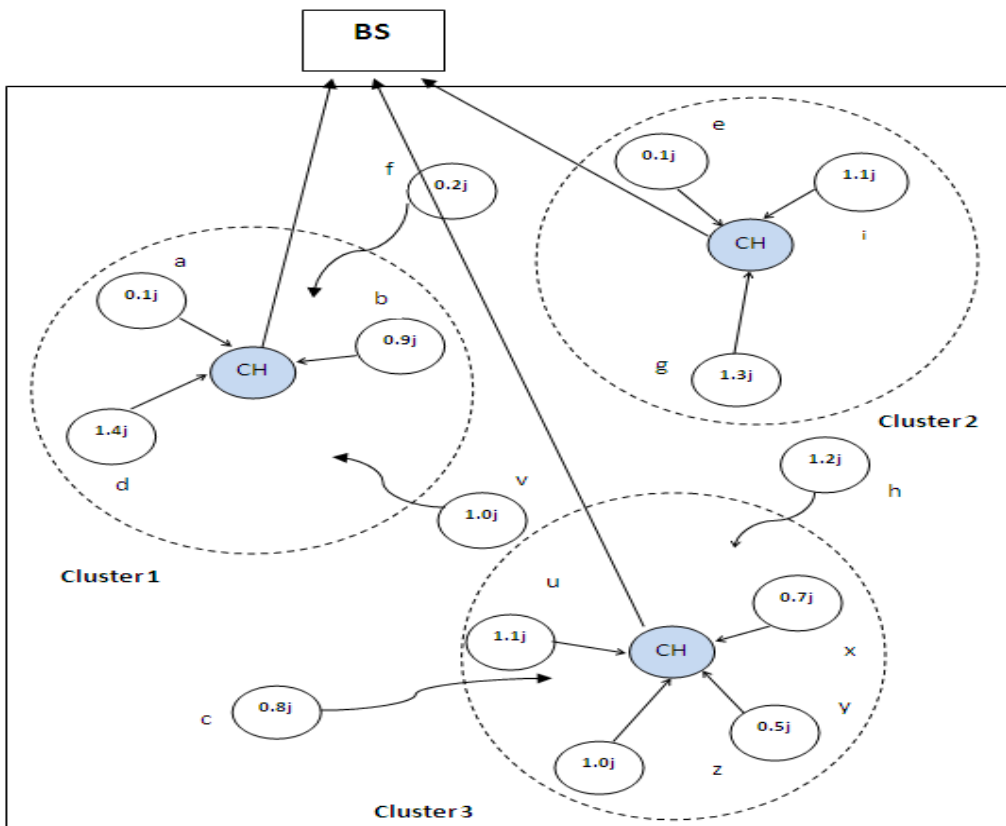 BS
e
0.1j
1.1j
f
0.2j
i
CH
a
0.1j
b
0.9j
CH
g
1.3j
1.4j
Cluster 2
d
1.2j
h
v
1.0j
Cluster 1
u
0.7j
1.1j
CH
x
c
0.8j
y
0.5j
1.0j
z
Cluster 3